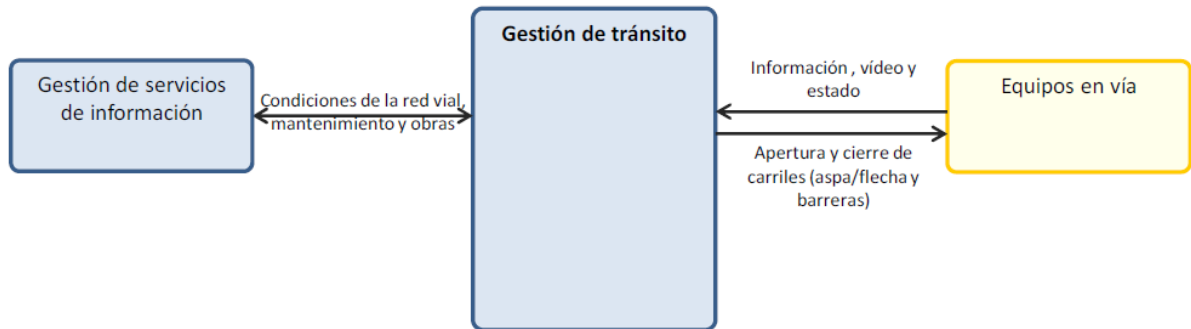 Gestión de tránsito
Gestión de servicios
de información
Condiciones de la red vial,
mantenimiento y obras
Información , vídeo y
estado
Apertura y cierre de
carriles (aspa/flecha y
barreras)
Equipos en vía